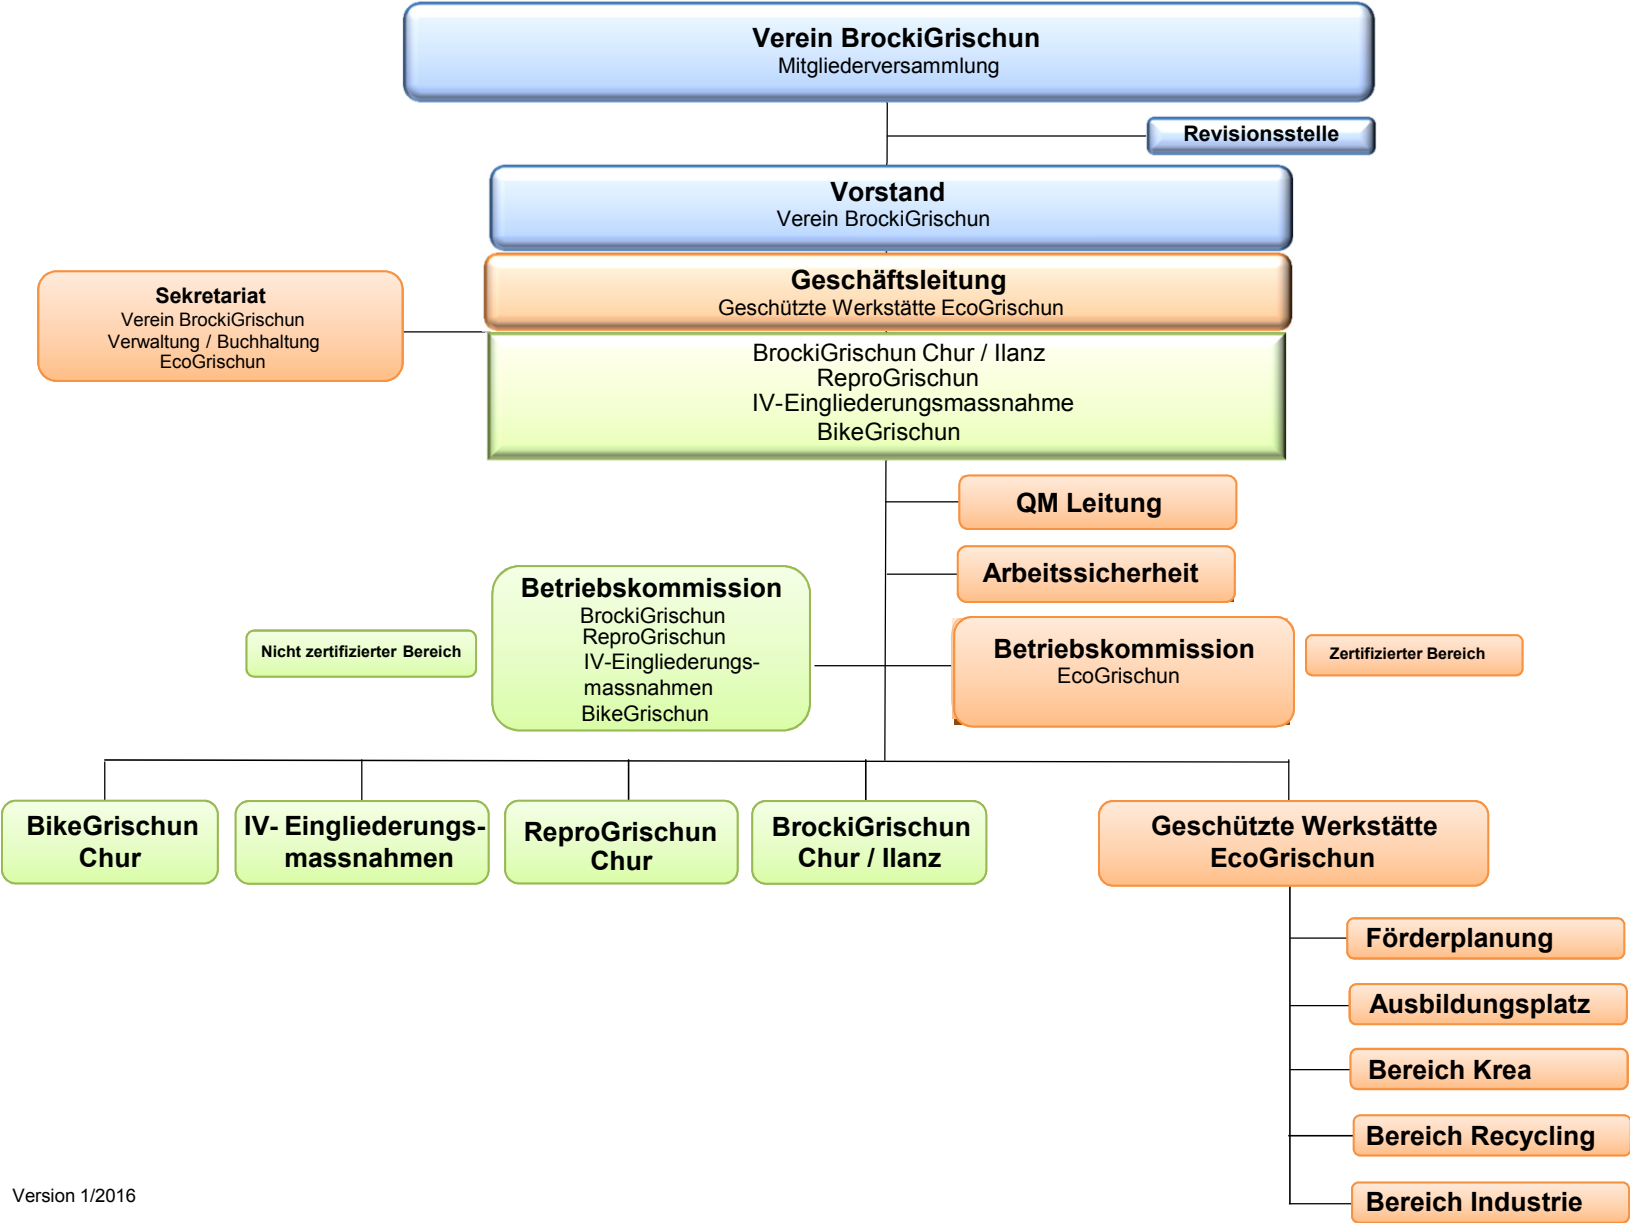 Verein BrockiGrischun
Mitgliederversammlung
Revisionsstelle
Vorstand
Verein BrockiGrischun
Geschäftsleitung
Geschützte Werkstätte EcoGrischun
Sekretariat
Verein BrockiGrischun
Verwaltung / Buchhaltung
EcoGrischun
BrockiGrischun Chur / Ilanz
ReproGrischun
IV-Eingliederungsmassnahme
BikeGrischun
QM Leitung
Arbeitssicherheit
Betriebskommission
BrockiGrischun
ReproGrischun
IV-Eingliederungs-
massnahmen
BikeGrischun
Nicht zertifizierter Bereich
Betriebskommission
EcoGrischun
Zertifizierter Bereich
BikeGrischun
Chur
IV- Eingliederungs-
massnahmen
ReproGrischun
Chur
BrockiGrischun
Chur / Ilanz
Geschützte Werkstätte
EcoGrischun
Förderplanung
Ausbildungsplatz
Bereich Krea
Bereich Recycling
Bereich Industrie
Version 1/2016